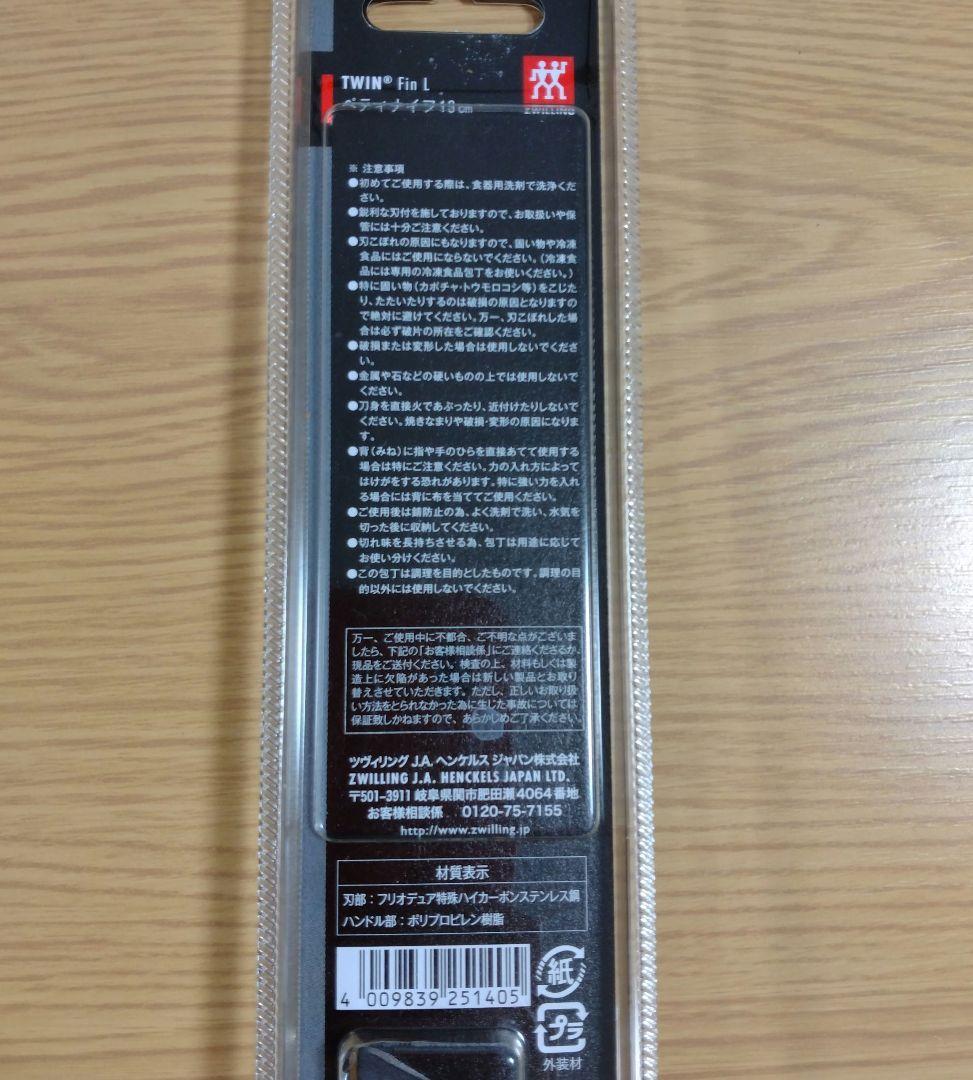 TWIN® Fin L
ペティナイフ13cm
ZWILLING
※ 注意事項
●初めてご使用する際は、食器用洗剤で洗浄くだ
さい。
●鋭利な刃付を施しておりますので、お取扱いや保
管には十分ご注意ください。
●刃こぼれの原因にもなりますので、固い物や冷凍
食品にはご使用にならないでください。(冷凍食
品には専用の冷凍食品包丁をお使いください。)
●特に固い物(カボチャ・トウモロコシ等)をこじた
り、たたいたりするのは破損の原因となりますの
で絶対に避けてください。万一、刃こぼれした場
合は必ず破片の所在をご確認ください。
●破損または変形した場合は使用しないでくださ
い。
●金属や石などの硬いものの上では使用しないで
ください。
●刀身を直接火であぶったり、近付けたりしないで
ください。焼きなまりや破損・変形の原因になりま
す。
●背(みね)に指や手のひらを直接あてて使用する
場合は特にご注意ください。力の入れ方によって
はけがをする恐れがあります。特に強い力を入れ
る場合には背に布を当ててご使用ください。
●ご使用後は錆防止の為、よく洗剤で洗い、水気を
切った後に収納してください。
●切れ味を長持ちさせる為、包丁は用途に応じて
お使い分けください。
●この包丁は調理を目的としたものです。調理の目
的以外には使用しないでください。
万一、ご使用中に不都合、ご不明な点がございま
したら、下記の「お客様相談係」にご連絡くださるか、
現品をご送付ください。検査の上、材料もしくは製
造上に欠陥があった場合は新しい製品とお取り
替えさせていただきます。ただし、正しいお取り扱
い方法をとられなかった為に生じた事故については
保証致しかねますので、あらかじめご了承ください。
ツヴィリング J.A. ヘンケルス ジャパン株式会社
ZWILLING J.A. HENCKELS JAPAN LTD.
〒501-3911 岐阜県関市肥田瀬4064番地
お客様相談係 0120-75-7155
http://www.zwilling.jp
材質表示
刃部：フリオデュア特殊ハイカーボンステンレス鋼
ハンドル部：ポリプロピレン樹脂
4 009839 251405
紙
プラ
外装材